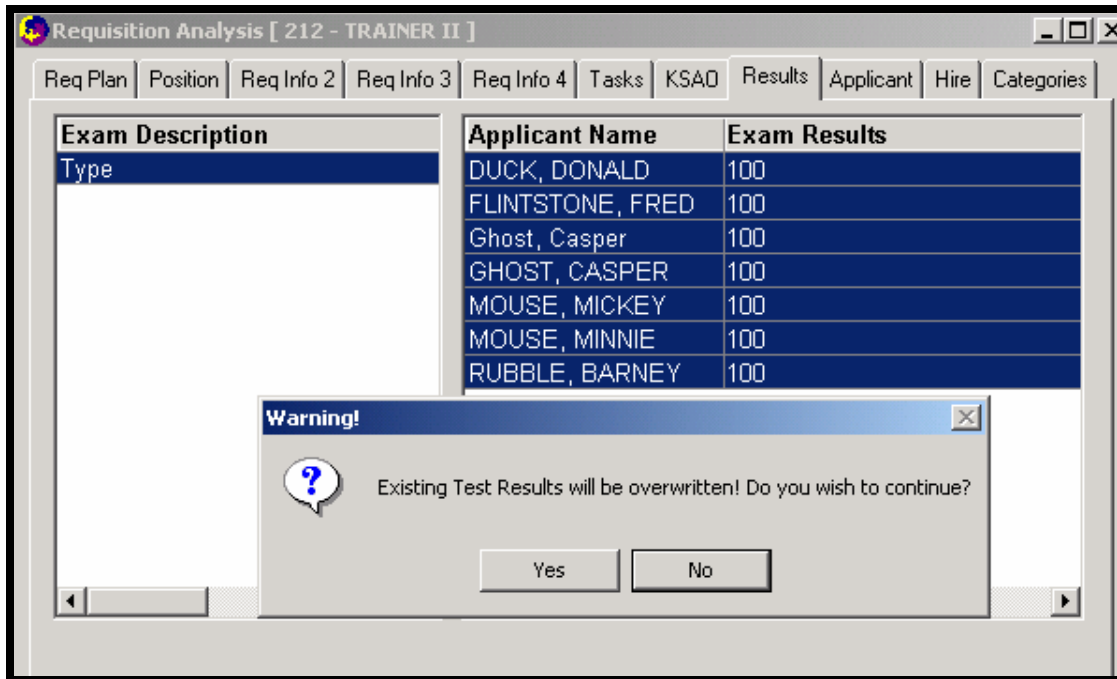 Requisition Analysis [ 212 - TRAINER II ]
Req Plan Position Req Info 2 Req Info 3 Req Info 4 Tasks KSAO Results Applicant Hire Categories
Exam Description
Type
Applicant Name Exam Results
DUCK, DONALD 100
FLINTSTONE, FRED 100
Ghost, Casper 100
GHOST, CASPER 100
MOUSE, MICKEY 100
MOUSE, MINNIE 100
RUBBLE, BARNEY 100
Warning!
Existing Test Results will be overwritten! Do you wish to continue?
Yes No